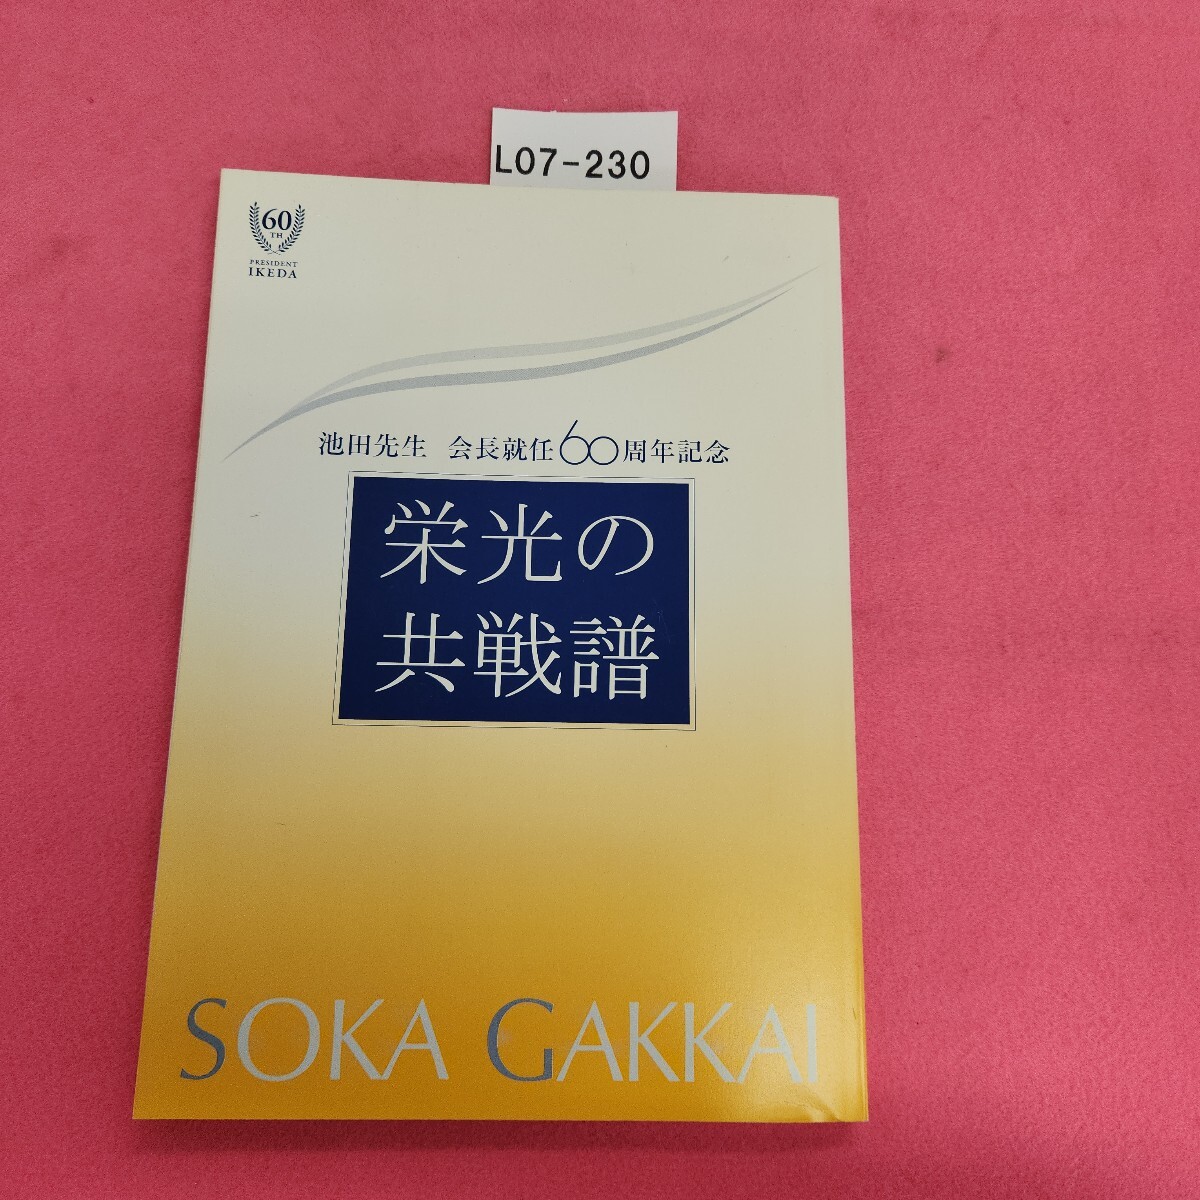 L07-230
60
TH
PRESIDENT
IKEDA
池田先生 会長就任60周年記念
栄光の
共戦譜
SOKA GAKKAI